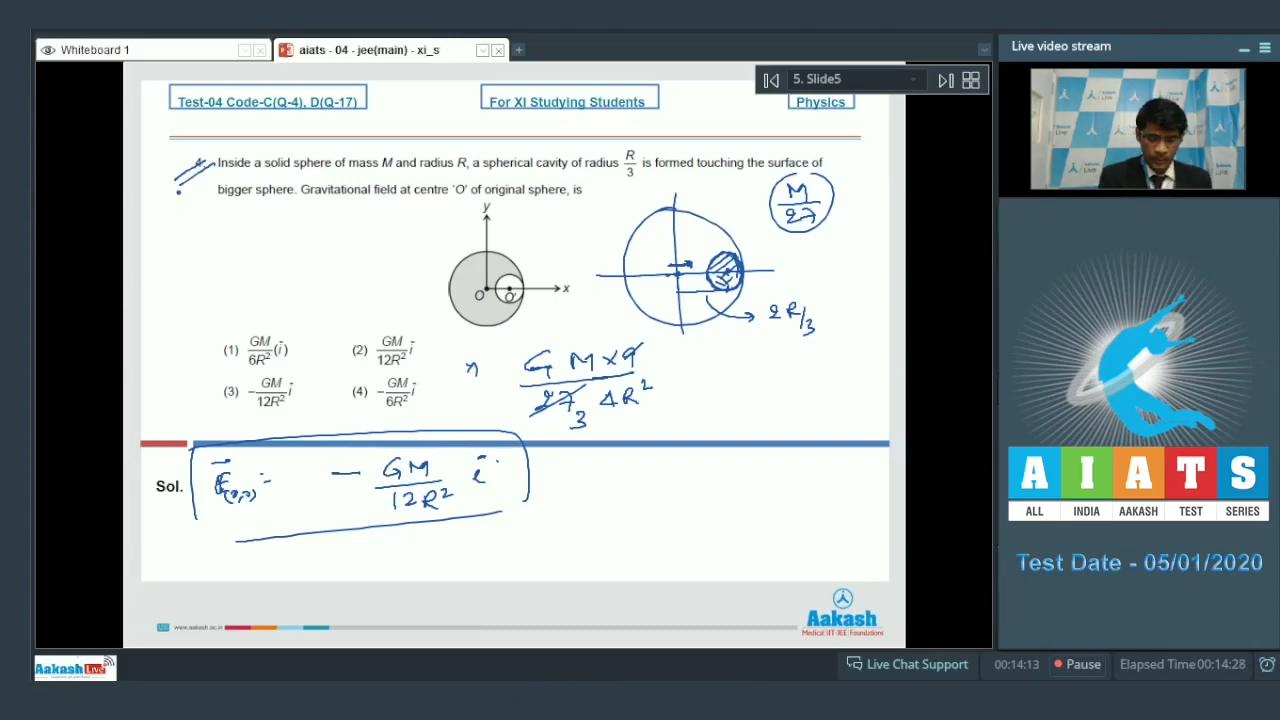 Whiteboard 1
aiats - 04 - jee(main) - xi_s
Live video stream
5. Slide5
Test-04 Code-C(Q-4), D(Q-17)
For XI Studying Students
Physics
4. Inside a solid sphere of mass M and radius R, a spherical cavity of radius R/3 is formed touching the surface of
bigger sphere. Gravitational field at centre 'O' of original sphere, is
M/27
y
O
O'
x
2R/3
(1) GM/6R² (i)
(2) GM/12R² i
(3) -GM/12R² i
(4) -GM/6R² i
G M × 9
27 3 4R²
Sol.
E(0,0) = - GM/12R² i
www.aakash.ac.in
Aakash
Medical|IIT-JEE|Foundations
AIATS
ALL INDIA AAKASH TEST SERIES
Test Date - 05/01/2020
Aakash Live
Live Chat Support
00:14:13
Pause
Elapsed Time 00:14:28